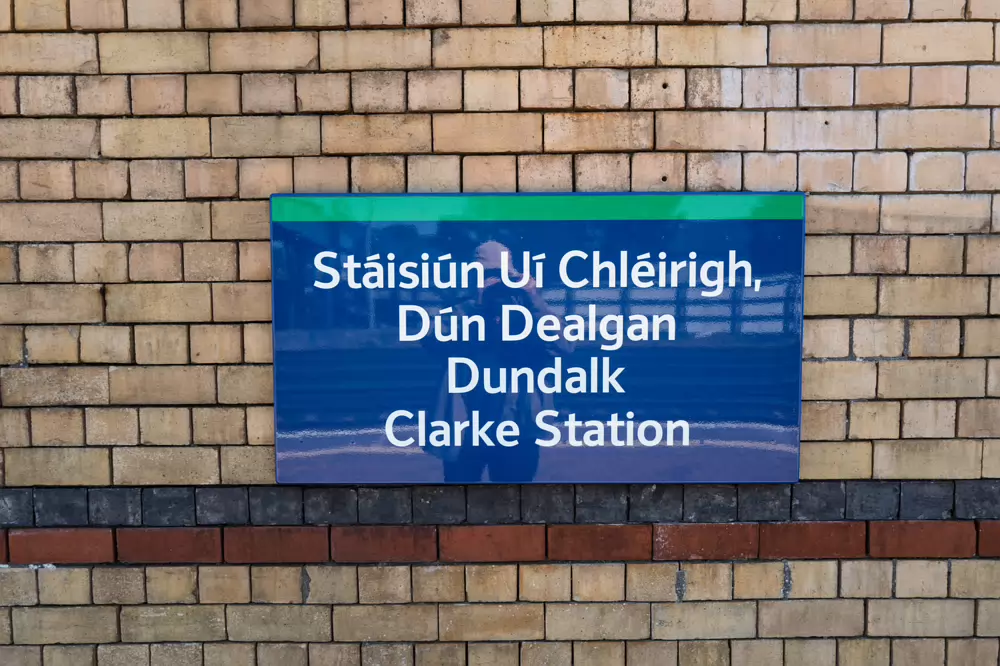 Stáisiún Uí Chléirigh,
Dún Dealgan
Dundalk
Clarke Station